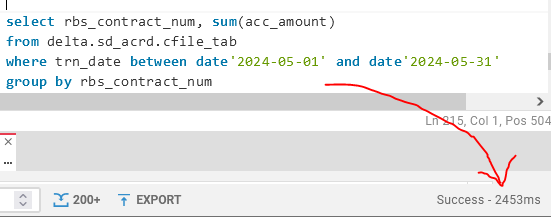 select rbs_contract_num, sum(acc_amount)
from delta.sd_acrd.cfile_tab
where trn_date between date'2024-05-01' and date'2024-05-31'
group by rbs_contract_num
Ln 215, Col 1, Pos 504
...
200+ EXPORT Success - 2453ms